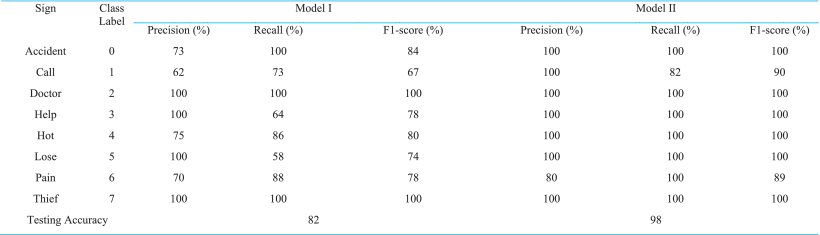 Sign Class Label Model I Model II
Precision (%) Recall (%) F1-score (%) Precision (%) Recall (%) F1-score (%)
Accident 0 73 100 84 100 100 100
Call 1 62 73 67 100 82 90
Doctor 2 100 100 100 100 100 100
Help 3 100 64 78 100 100 100
Hot 4 75 86 80 100 100 100
Lose 5 100 58 74 100 100 100
Pain 6 70 88 78 80 100 89
Thief 7 100 100 100 100 100 100
Testing Accuracy 82 98